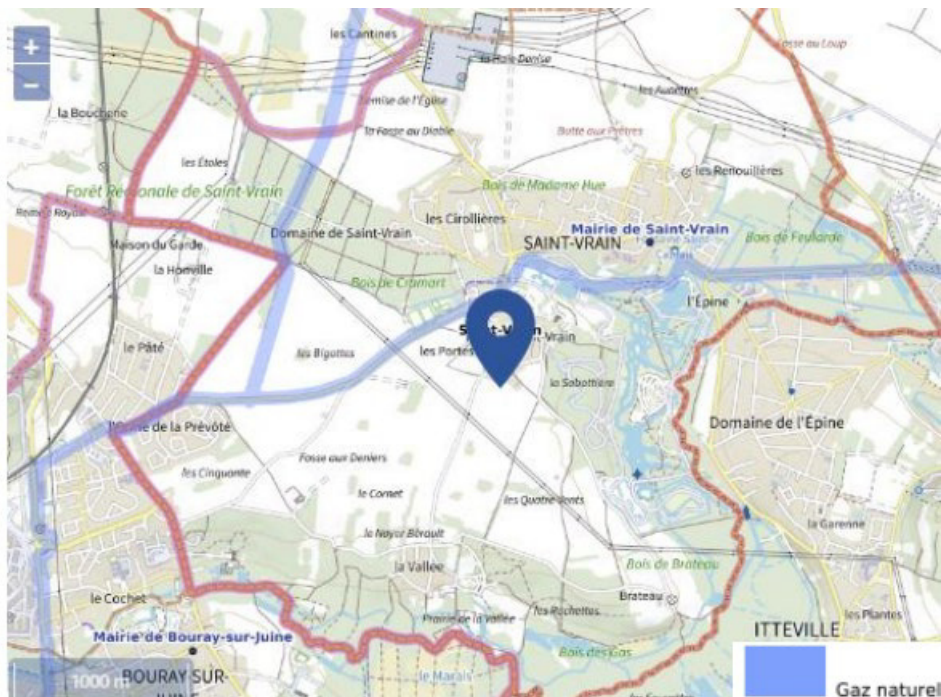 +
−
les Cantines
la Haie Denise
Fosse au Loup
la Boucherie
Remise de l'Église
les Aunettes
la Fosse au Diable
Butte aux Prêtres
les Étoles
les Renouillères
Forêt Régionale de Saint-Vrain
Bois de Madame Hue
Remise Royale
les Cirollières
Mairie de Saint-Vrain
Maison du Garde
Domaine de Saint-Vrain
SAINT-VRAIN
Bois de Feularde
la Honville
Bois de Cramart
l'Épine
le Pâté
les Bigottes
les Portes
la Sabottière
de la Prévôté
Domaine de l'Épine
les Cinquante
Fosse aux Deniers
le Cornet
les Quatre Vents
la Garenne
le Noyer Bérault
la Vallée
Bois de Brateau
le Cochet
Brateau
les Rochettes
les Plantes
Prairie de la Vallée
Mairie de Bouray-sur-Juine
ITTEVILLE
Bois des Gas
BOURAY-SUR-
1000 m
le Marais
Gaz naturel